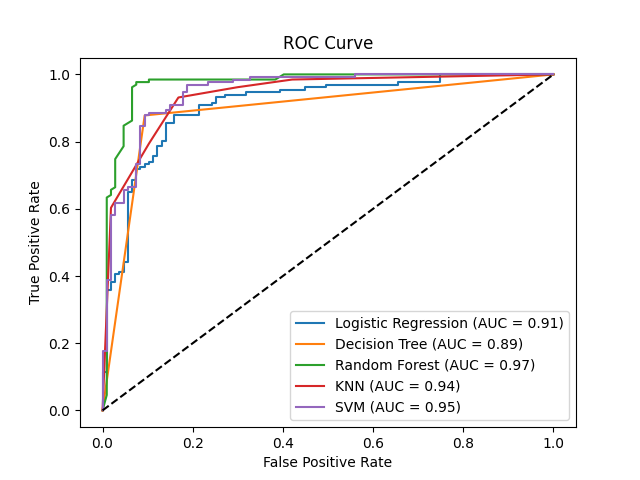 ROC Curve
True Positive Rate
1.0
0.8
0.6
0.4
0.2
0.0
Logistic Regression (AUC = 0.91)
Decision Tree (AUC = 0.89)
Random Forest (AUC = 0.97)
KNN (AUC = 0.94)
SVM (AUC = 0.95)
0.0 0.2 0.4 0.6 0.8 1.0
False Positive Rate